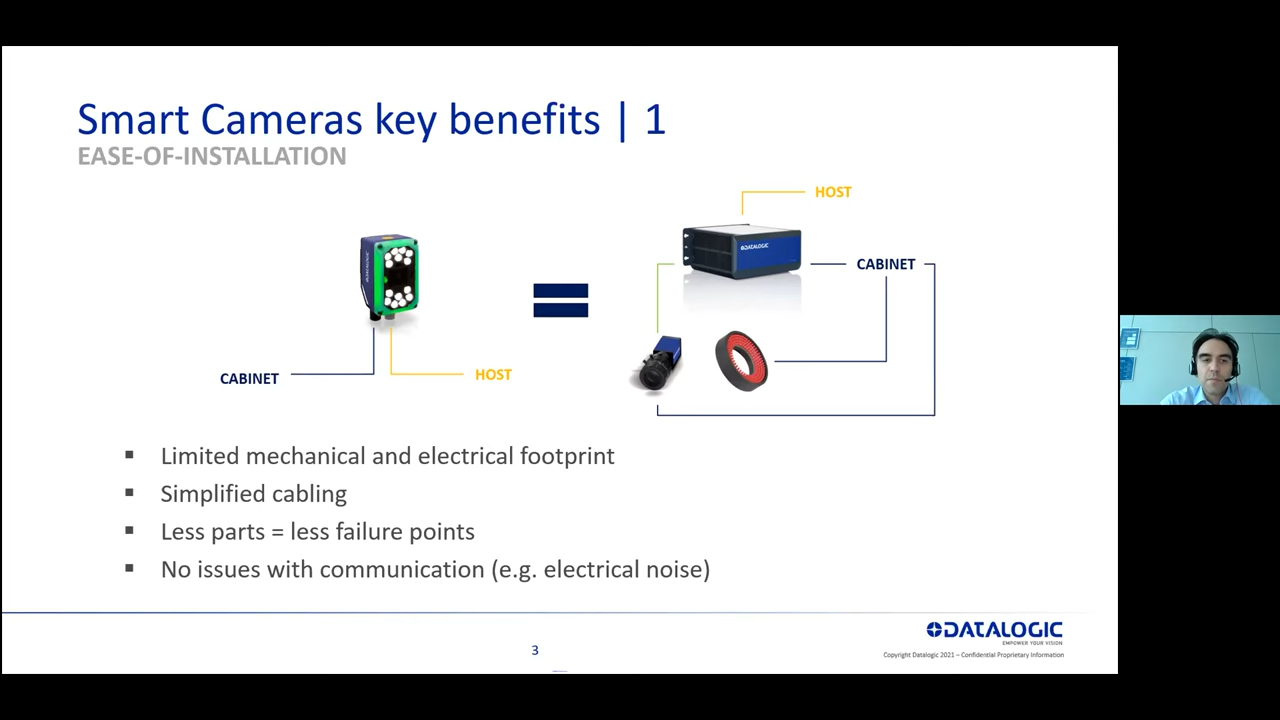 Smart Cameras key benefits | 1
EASE-OF-INSTALLATION
HOST
DATALOGIC
CABINET
DATALOGIC
CABINET
HOST
▪ Limited mechanical and electrical footprint
▪ Simplified cabling
▪ Less parts = less failure points
▪ No issues with communication (e.g. electrical noise)
DATALOGIC
EMPOWER YOUR VISION
3
Copyright Datalogic 2021 – Confidential Proprietary Information